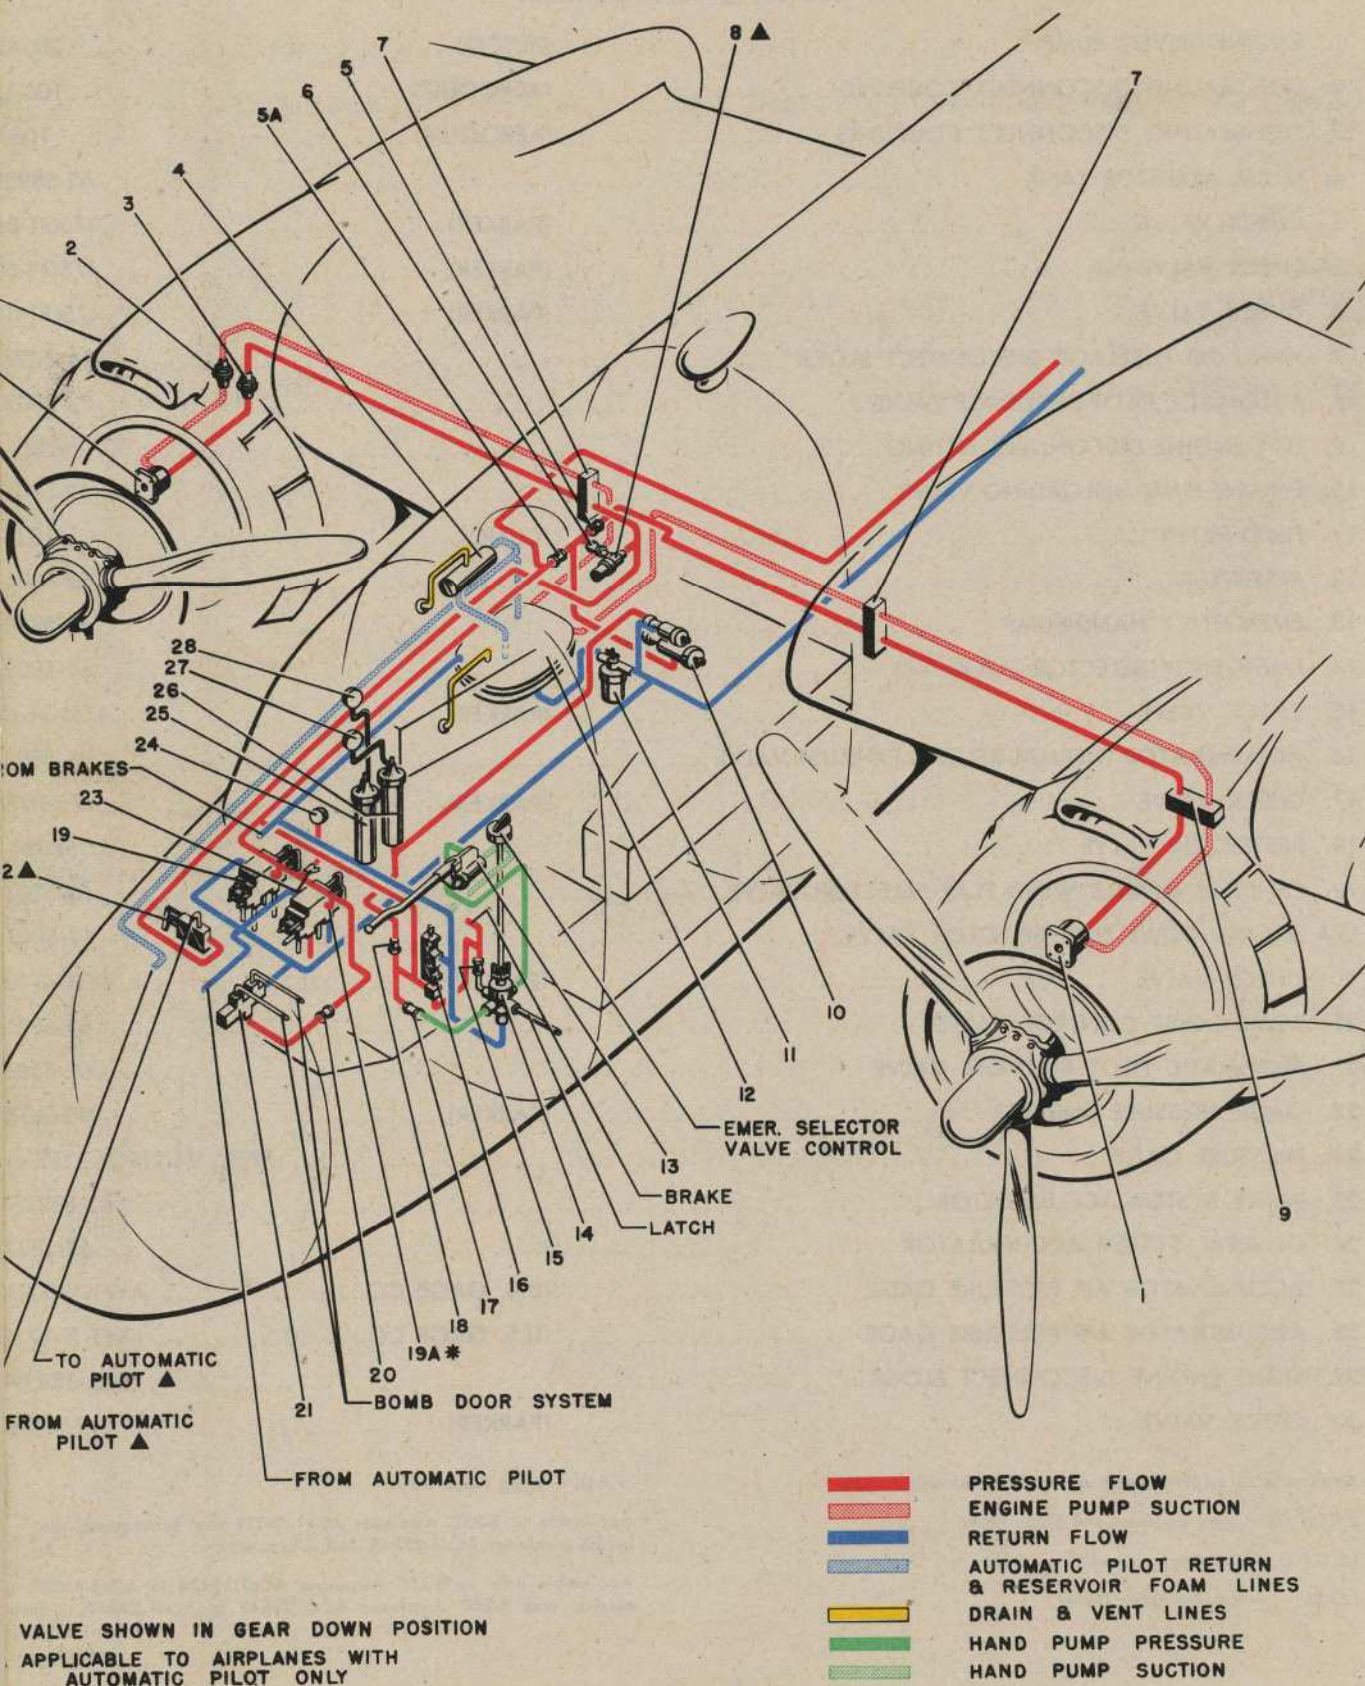 8 ▲
7
7
5
6
5A
4
3
2
28
27
26
25
24
OM BRAKES
23
19
2 ▲
10
11
12
EMER. SELECTOR
VALVE CONTROL
13
BRAKE
14
LATCH
15
16
17
18
19A *
20
21
9
1
TO AUTOMATIC
PILOT ▲
BOMB DOOR SYSTEM
FROM AUTOMATIC
PILOT ▲
FROM AUTOMATIC PILOT
PRESSURE FLOW
ENGINE PUMP SUCTION
RETURN FLOW
AUTOMATIC PILOT RETURN
& RESERVOIR FOAM LINES
DRAIN & VENT LINES
HAND PUMP PRESSURE
HAND PUMP SUCTION
VALVE SHOWN IN GEAR DOWN POSITION
APPLICABLE TO AIRPLANES WITH
AUTOMATIC PILOT ONLY